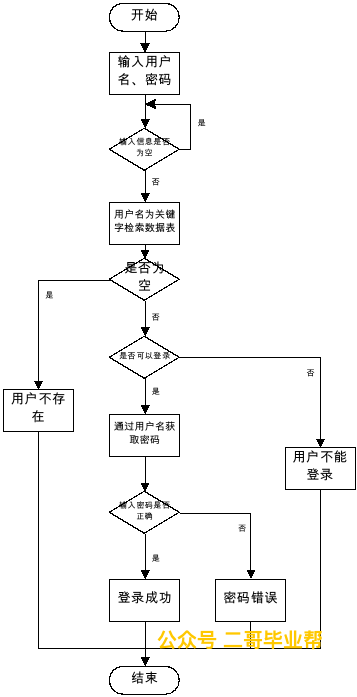 开始
输入用户
名、密码
是
输入信息是否
为空
否
用户名为关键
字检索数据表
是否为
空
是
否
是否可以登录
否
是
用户不存
在
通过用户名获
取密码
用户不能
登录
输入密码是否
正确
否
是
登录成功
密码错误
公众号 二哥毕业帮
结束